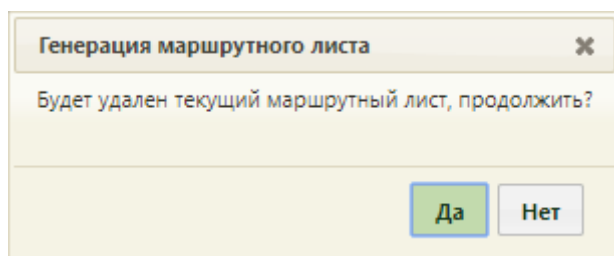 Генерация маршрутного листа
Будет удален текущий маршрутный лист, продолжить?
Да Нет